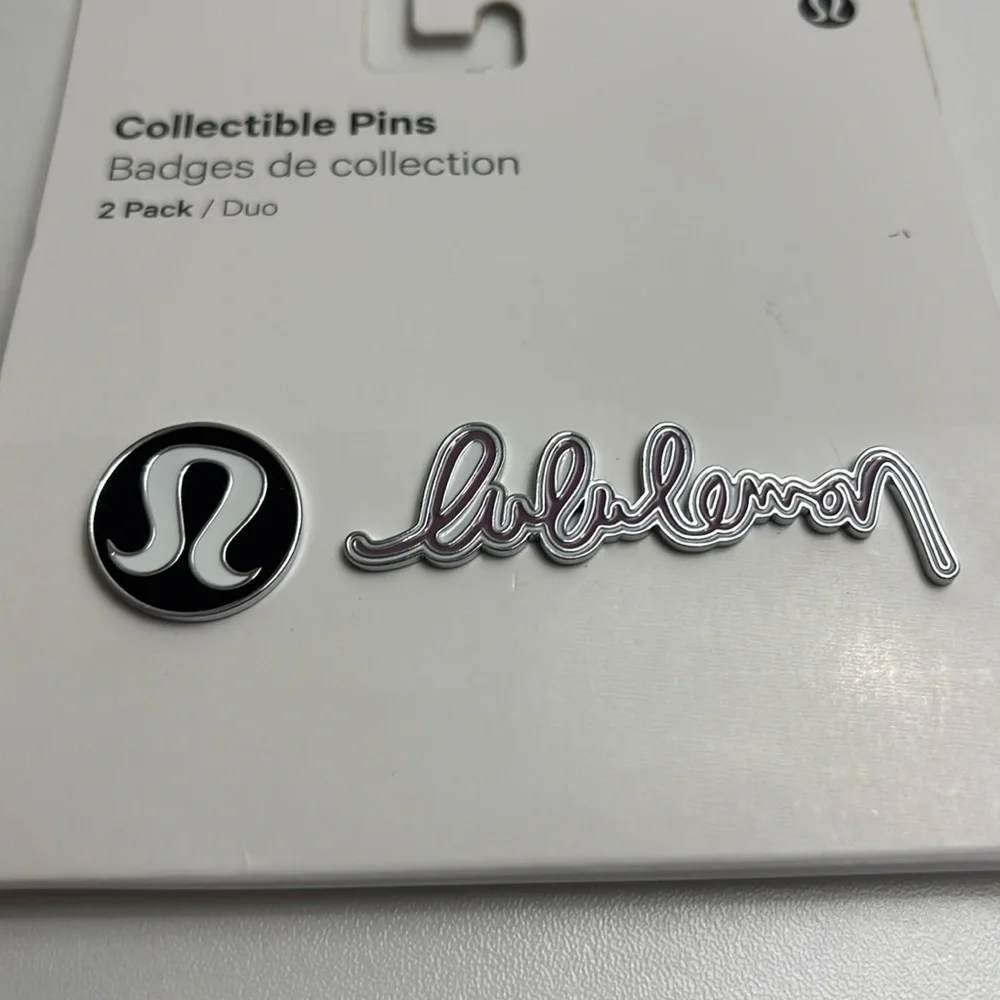 Collectible Pins
Badges de collection
2 Pack / Duo
lululemon